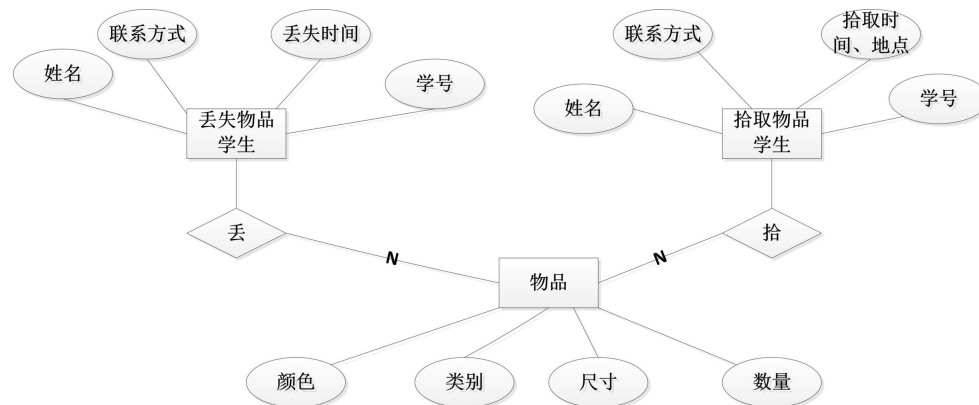 联系方式
丢失时间
姓名
学号
丢失物品
学生
联系方式
拾取时
间、地点
姓名
学号
拾取物品
学生
丢
拾
N
N
物品
颜色
类别
尺寸
数量